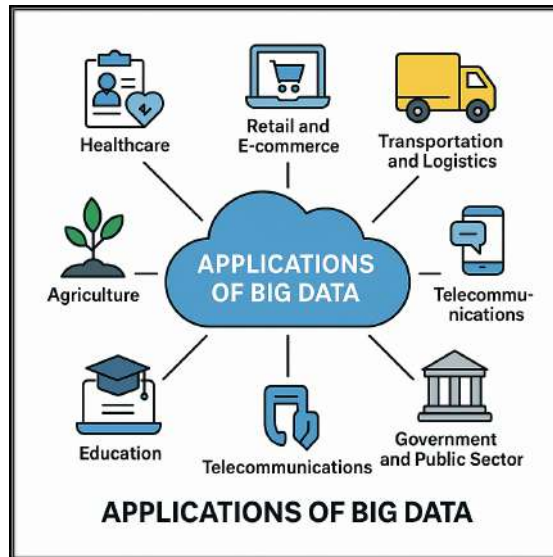 Healthcare
Retail and
E-commerce
Transportation
and Logistics
Agriculture
APPLICATIONS
OF BIG DATA
Telecommu-
nications
Education
Telecommunications
Government
and Public Sector
APPLICATIONS OF BIG DATA